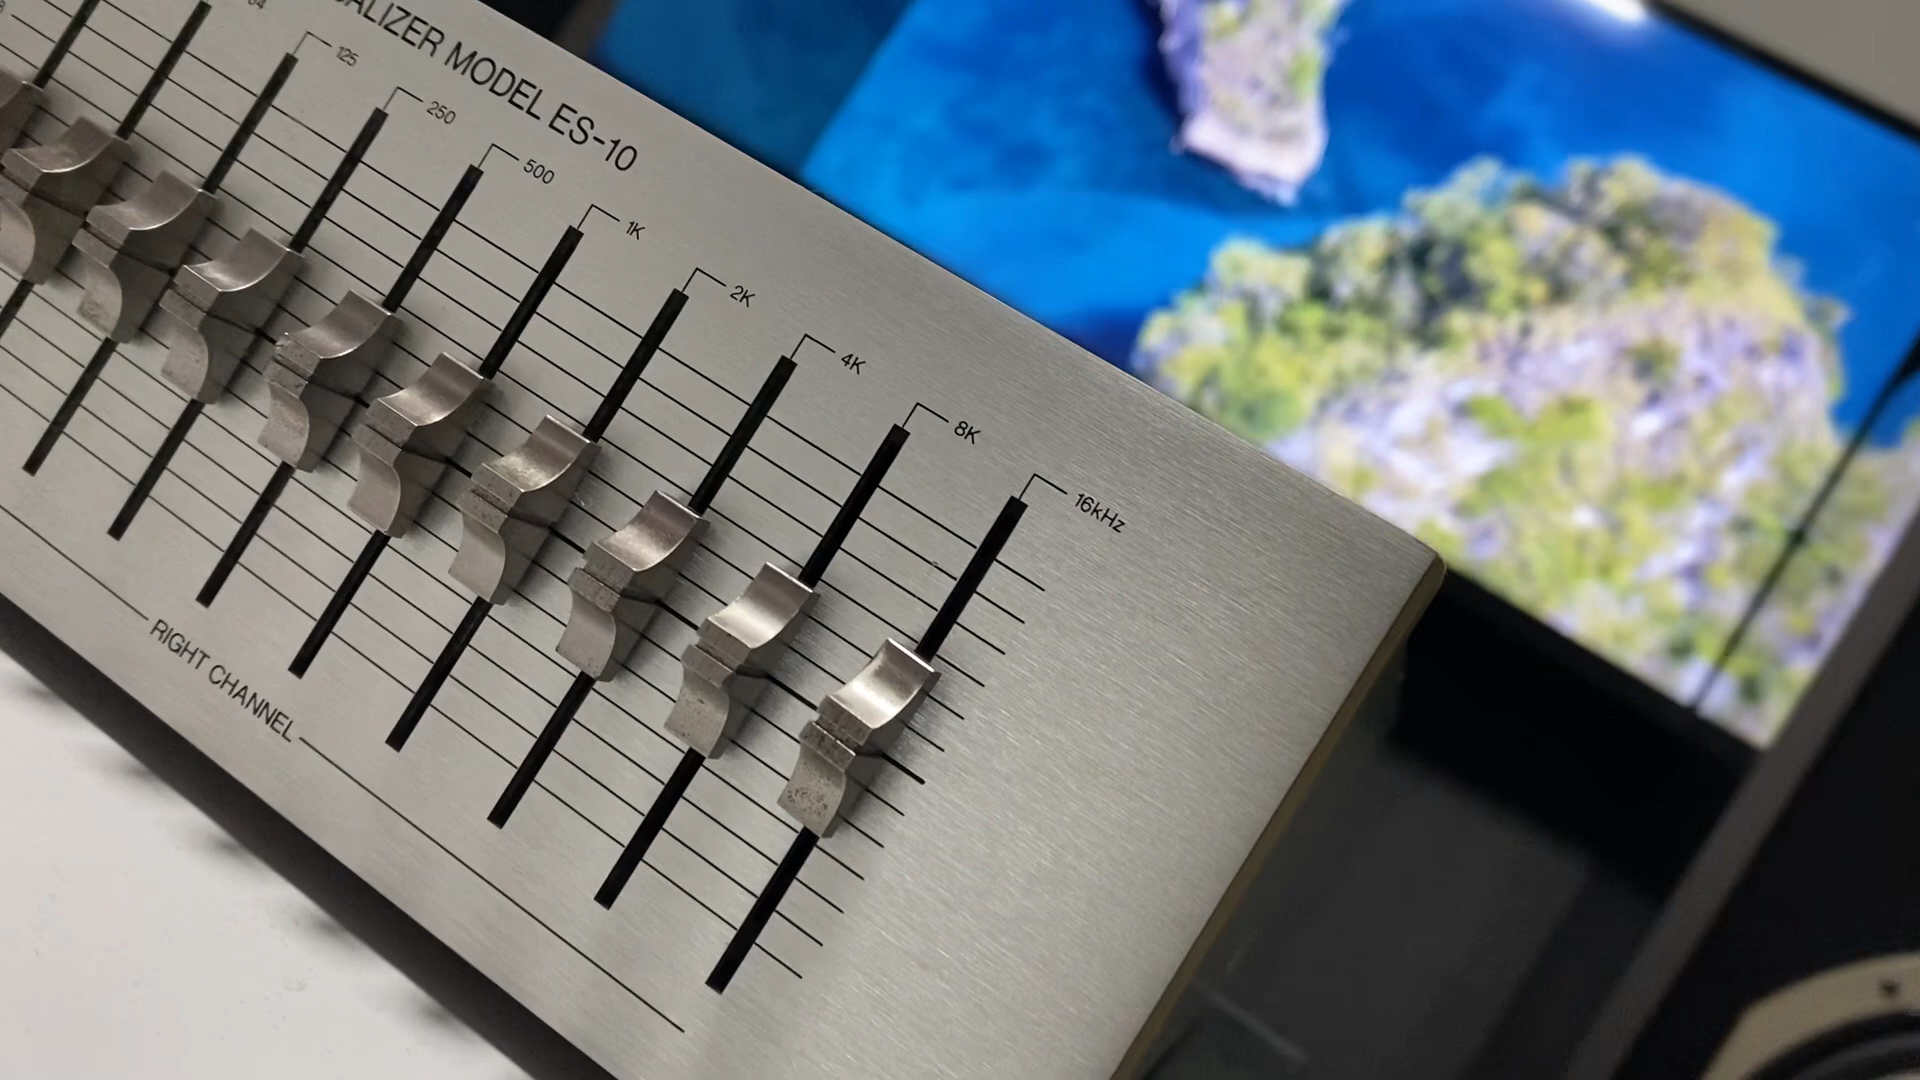 ALIZER MODEL ES-10
125
250
500
1K
2K
4K
8K
16kHz
RIGHT CHANNEL